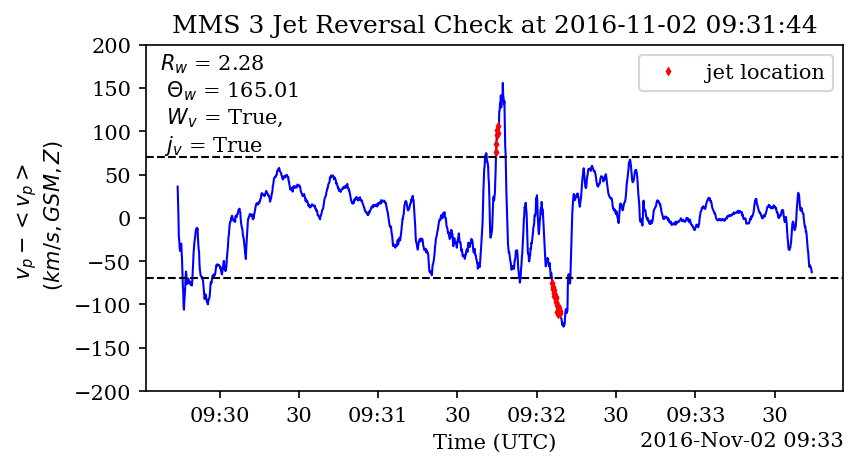 MMS 3 Jet Reversal Check at 2016-11-02 09:31:44
R_w = 2.28
Θ_w = 165.01
W_v = True,
j_v = True
jet location
v_p − < v_p >
(km/s, GSM, Z)
200
150
100
50
0
−50
−100
−150
−200
09:30 30 09:31 30 09:32 30 09:33 30
Time (UTC)
2016-Nov-02 09:33